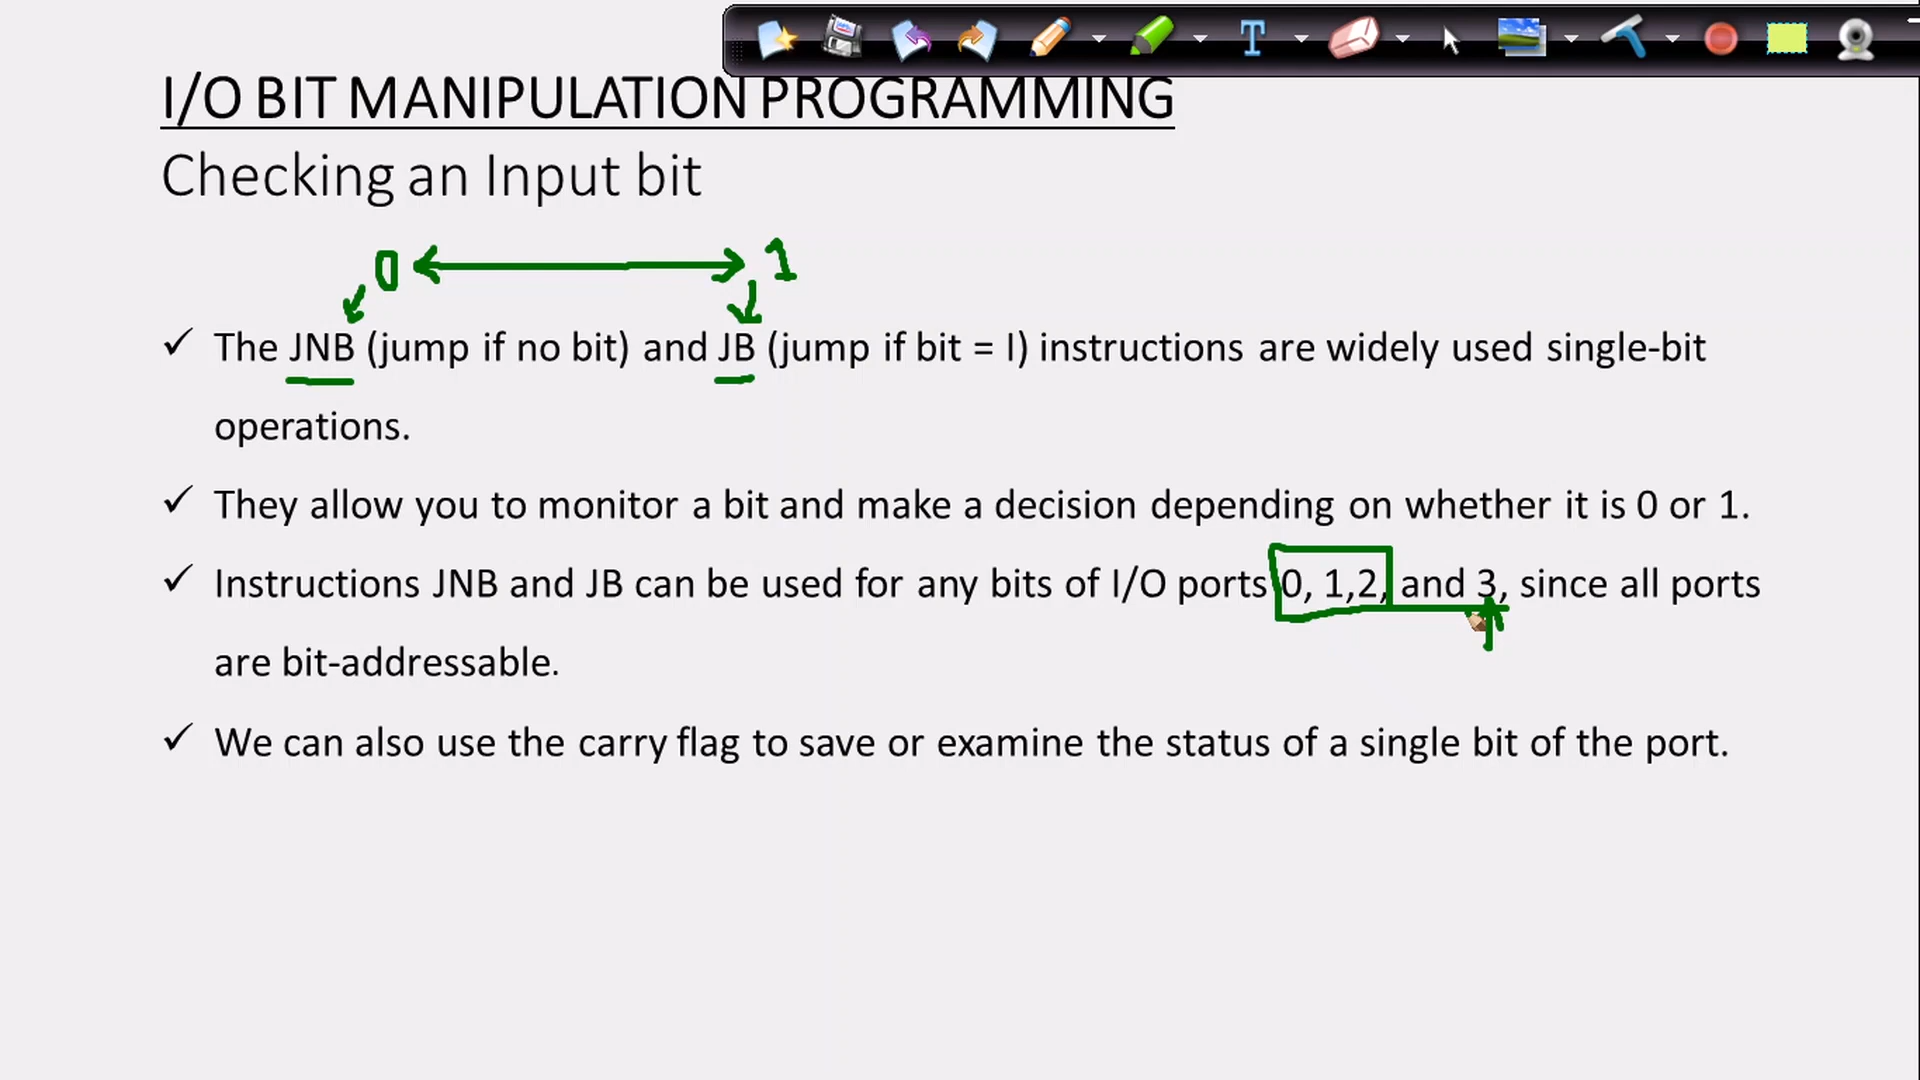 I/O BIT MANIPULATION PROGRAMMING
Checking an Input bit
0 1
✓ The JNB (jump if no bit) and JB (jump if bit = I) instructions are widely used single-bit
operations.
✓ They allow you to monitor a bit and make a decision depending on whether it is 0 or 1.
✓ Instructions JNB and JB can be used for any bits of I/O ports 0, 1,2, and 3, since all ports
are bit-addressable.
✓ We can also use the carry flag to save or examine the status of a single bit of the port.